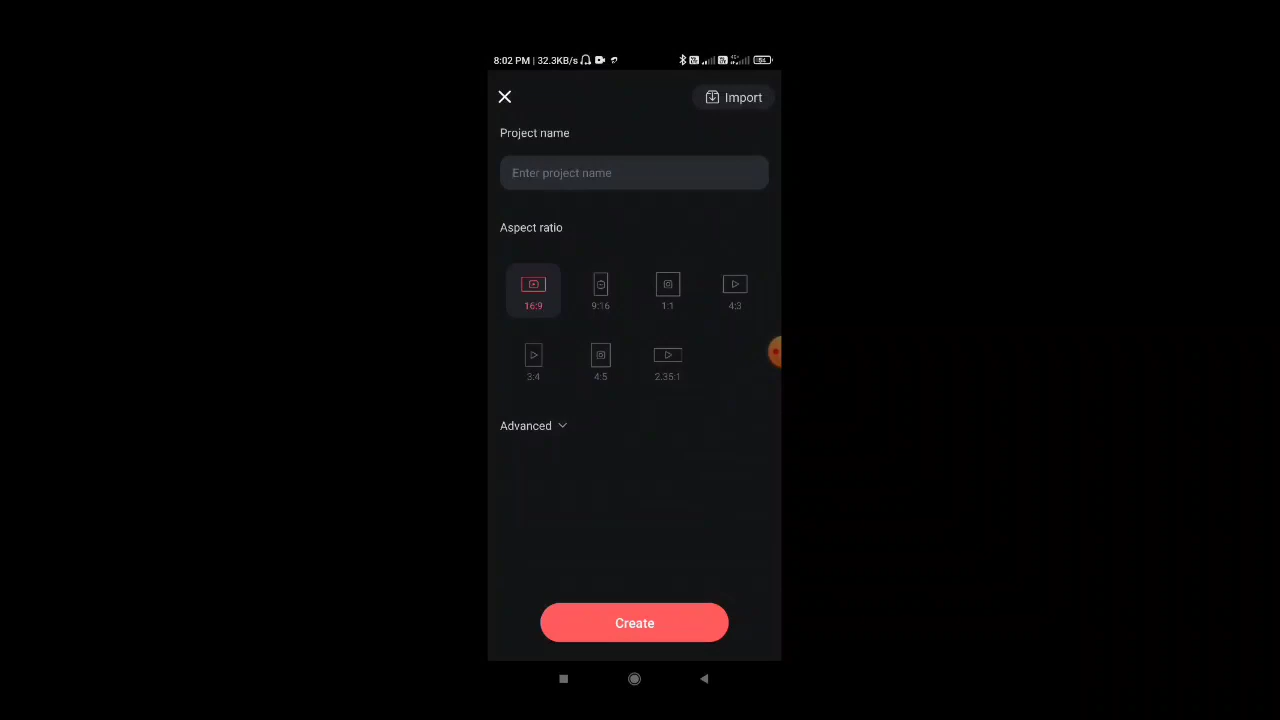 8:02 PM | 32.3KB/s
54
Import
Project name
Enter project name
Aspect ratio
16:9
9:16
1:1
4:3
3:4
4:5
2.35:1
Advanced
Create